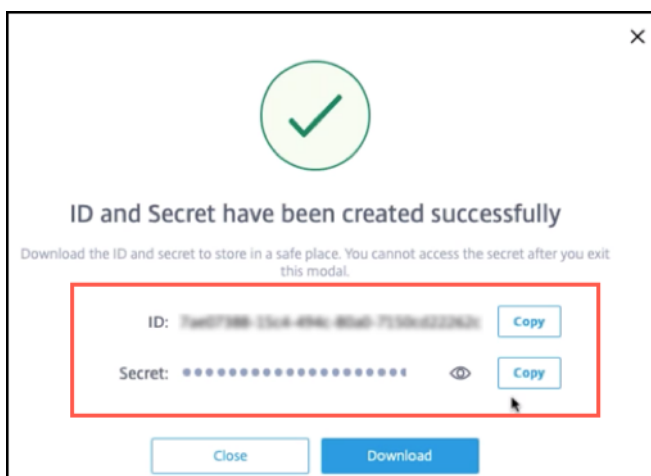 ID and Secret have been created successfully
Download the ID and secret to store in a safe place. You cannot access the secret after you exit
this modal.
ID: Copy
Secret: Copy
Close Download